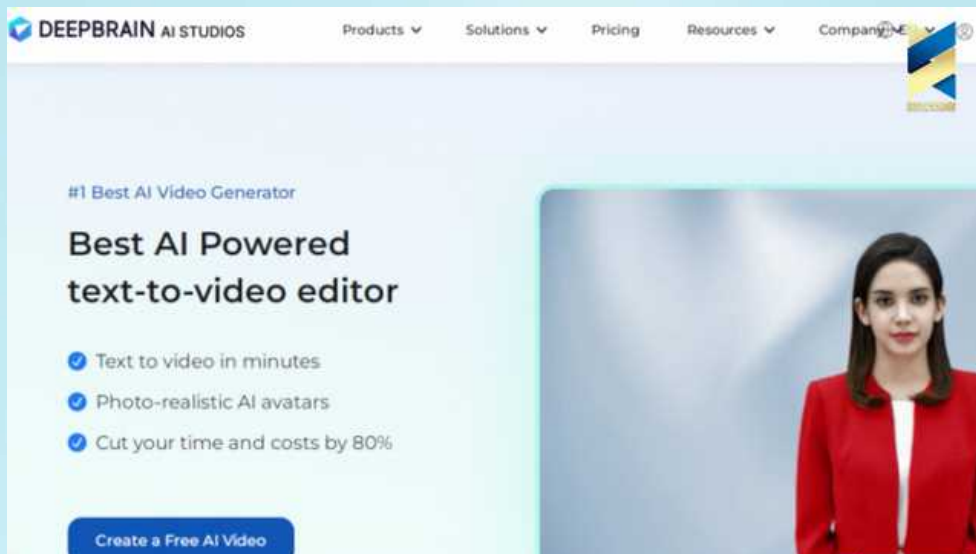 DEEPBRAIN AI STUDIOS
Products Solutions Pricing Resources Company
#1 Best AI Video Generator
Best AI Powered
text-to-video editor
Text to video in minutes
Photo-realistic AI avatars
Cut your time and costs by 80%
Create a Free AI Video